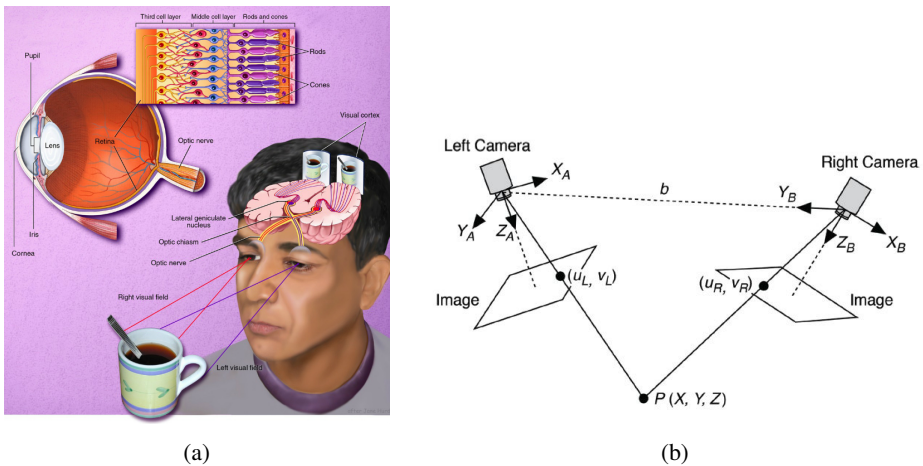 Third cell layer Middle cell layer Rods and cones
Pupil
Rods
Cones
Visual cortex
Lens
Retina
Optic nerve
Iris
Cornea
Lateral geniculate
nucleus
Optic chiasm
Optic nerve
Right visual field
Left visual field
(a)
Left Camera
Right Camera
X_A
b
Y_B
Y_A
Z_A
Z_B
X_B
(u_L, v_L)
(u_R, v_R)
Image
Image
P (X, Y, Z)
(b)